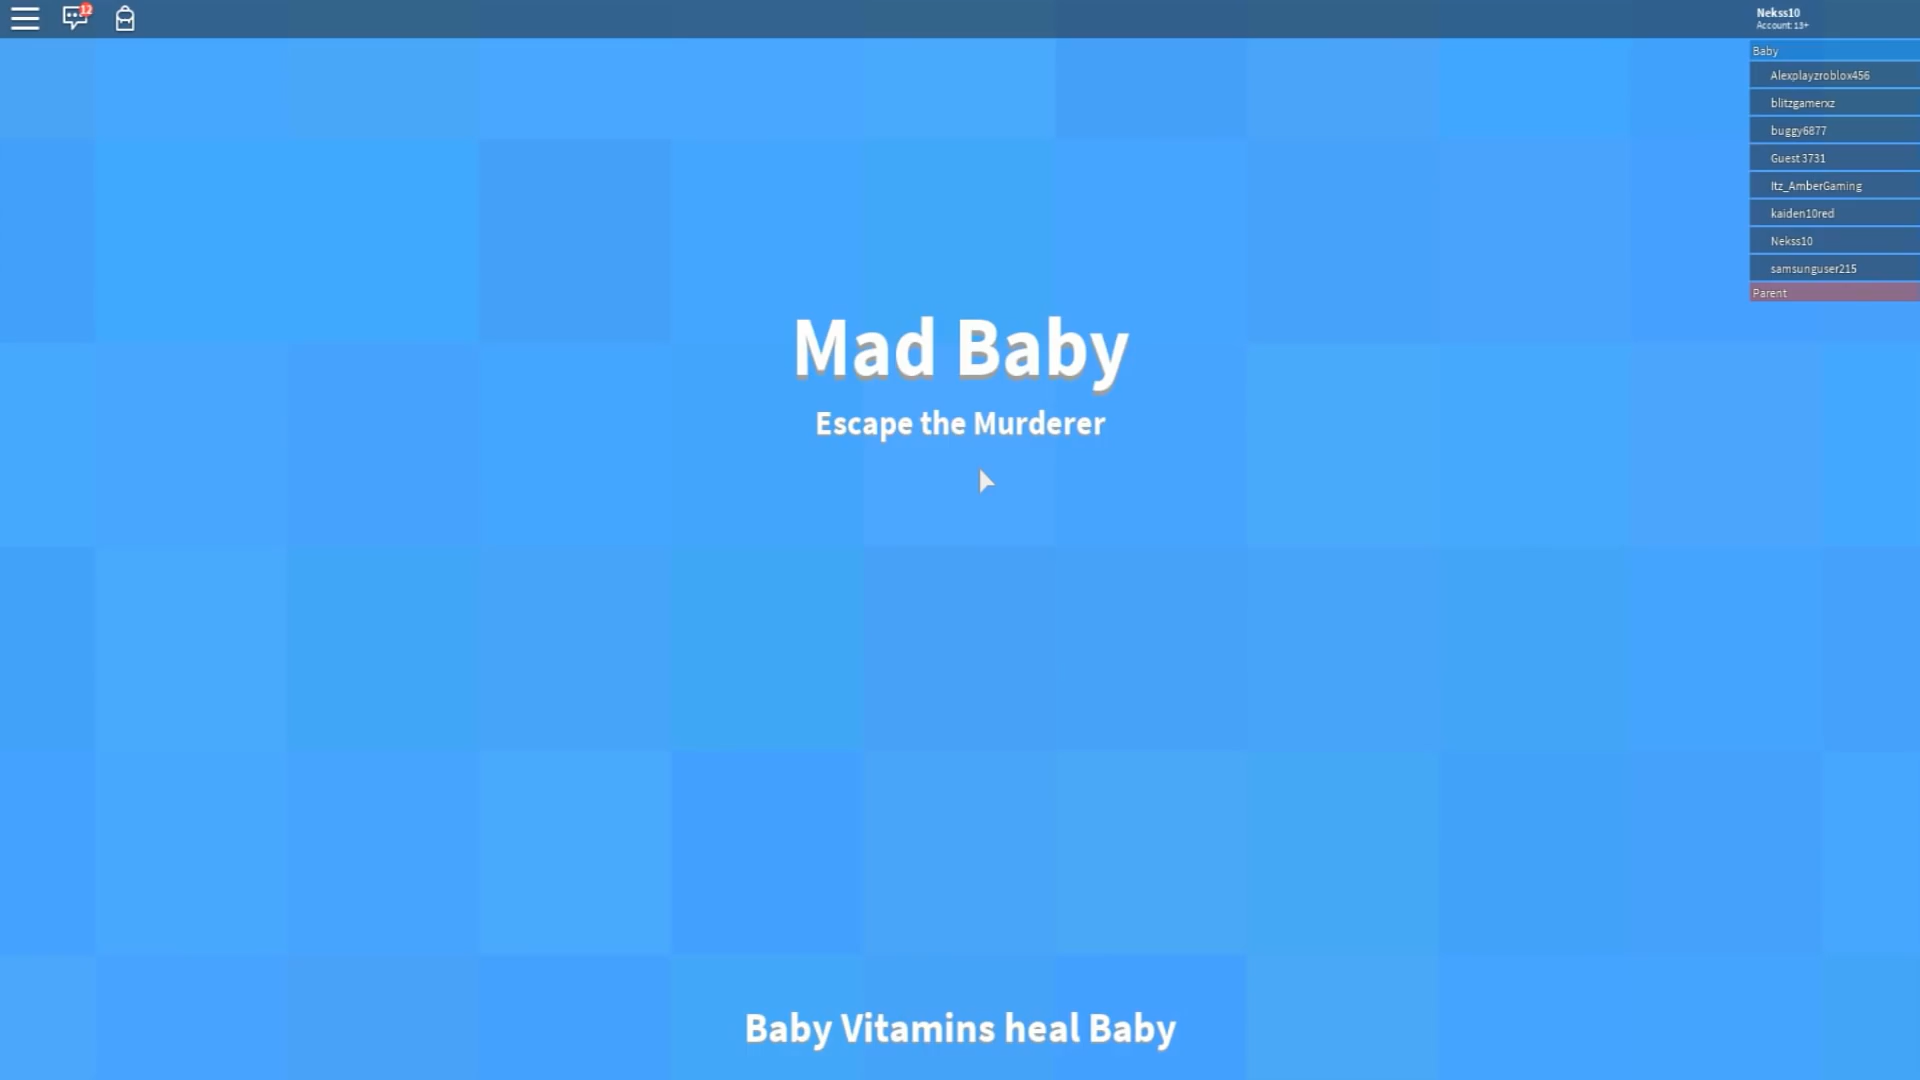 12
Nekss10
Account: 13+
Baby
Alexplayzroblox456
blitzgamerxz
buggy6877
Guest 3731
Itz_AmberGaming
kaiden10red
Nekss10
samsunguser215
Parent
Mad Baby
Escape the Murderer
Baby Vitamins heal Baby